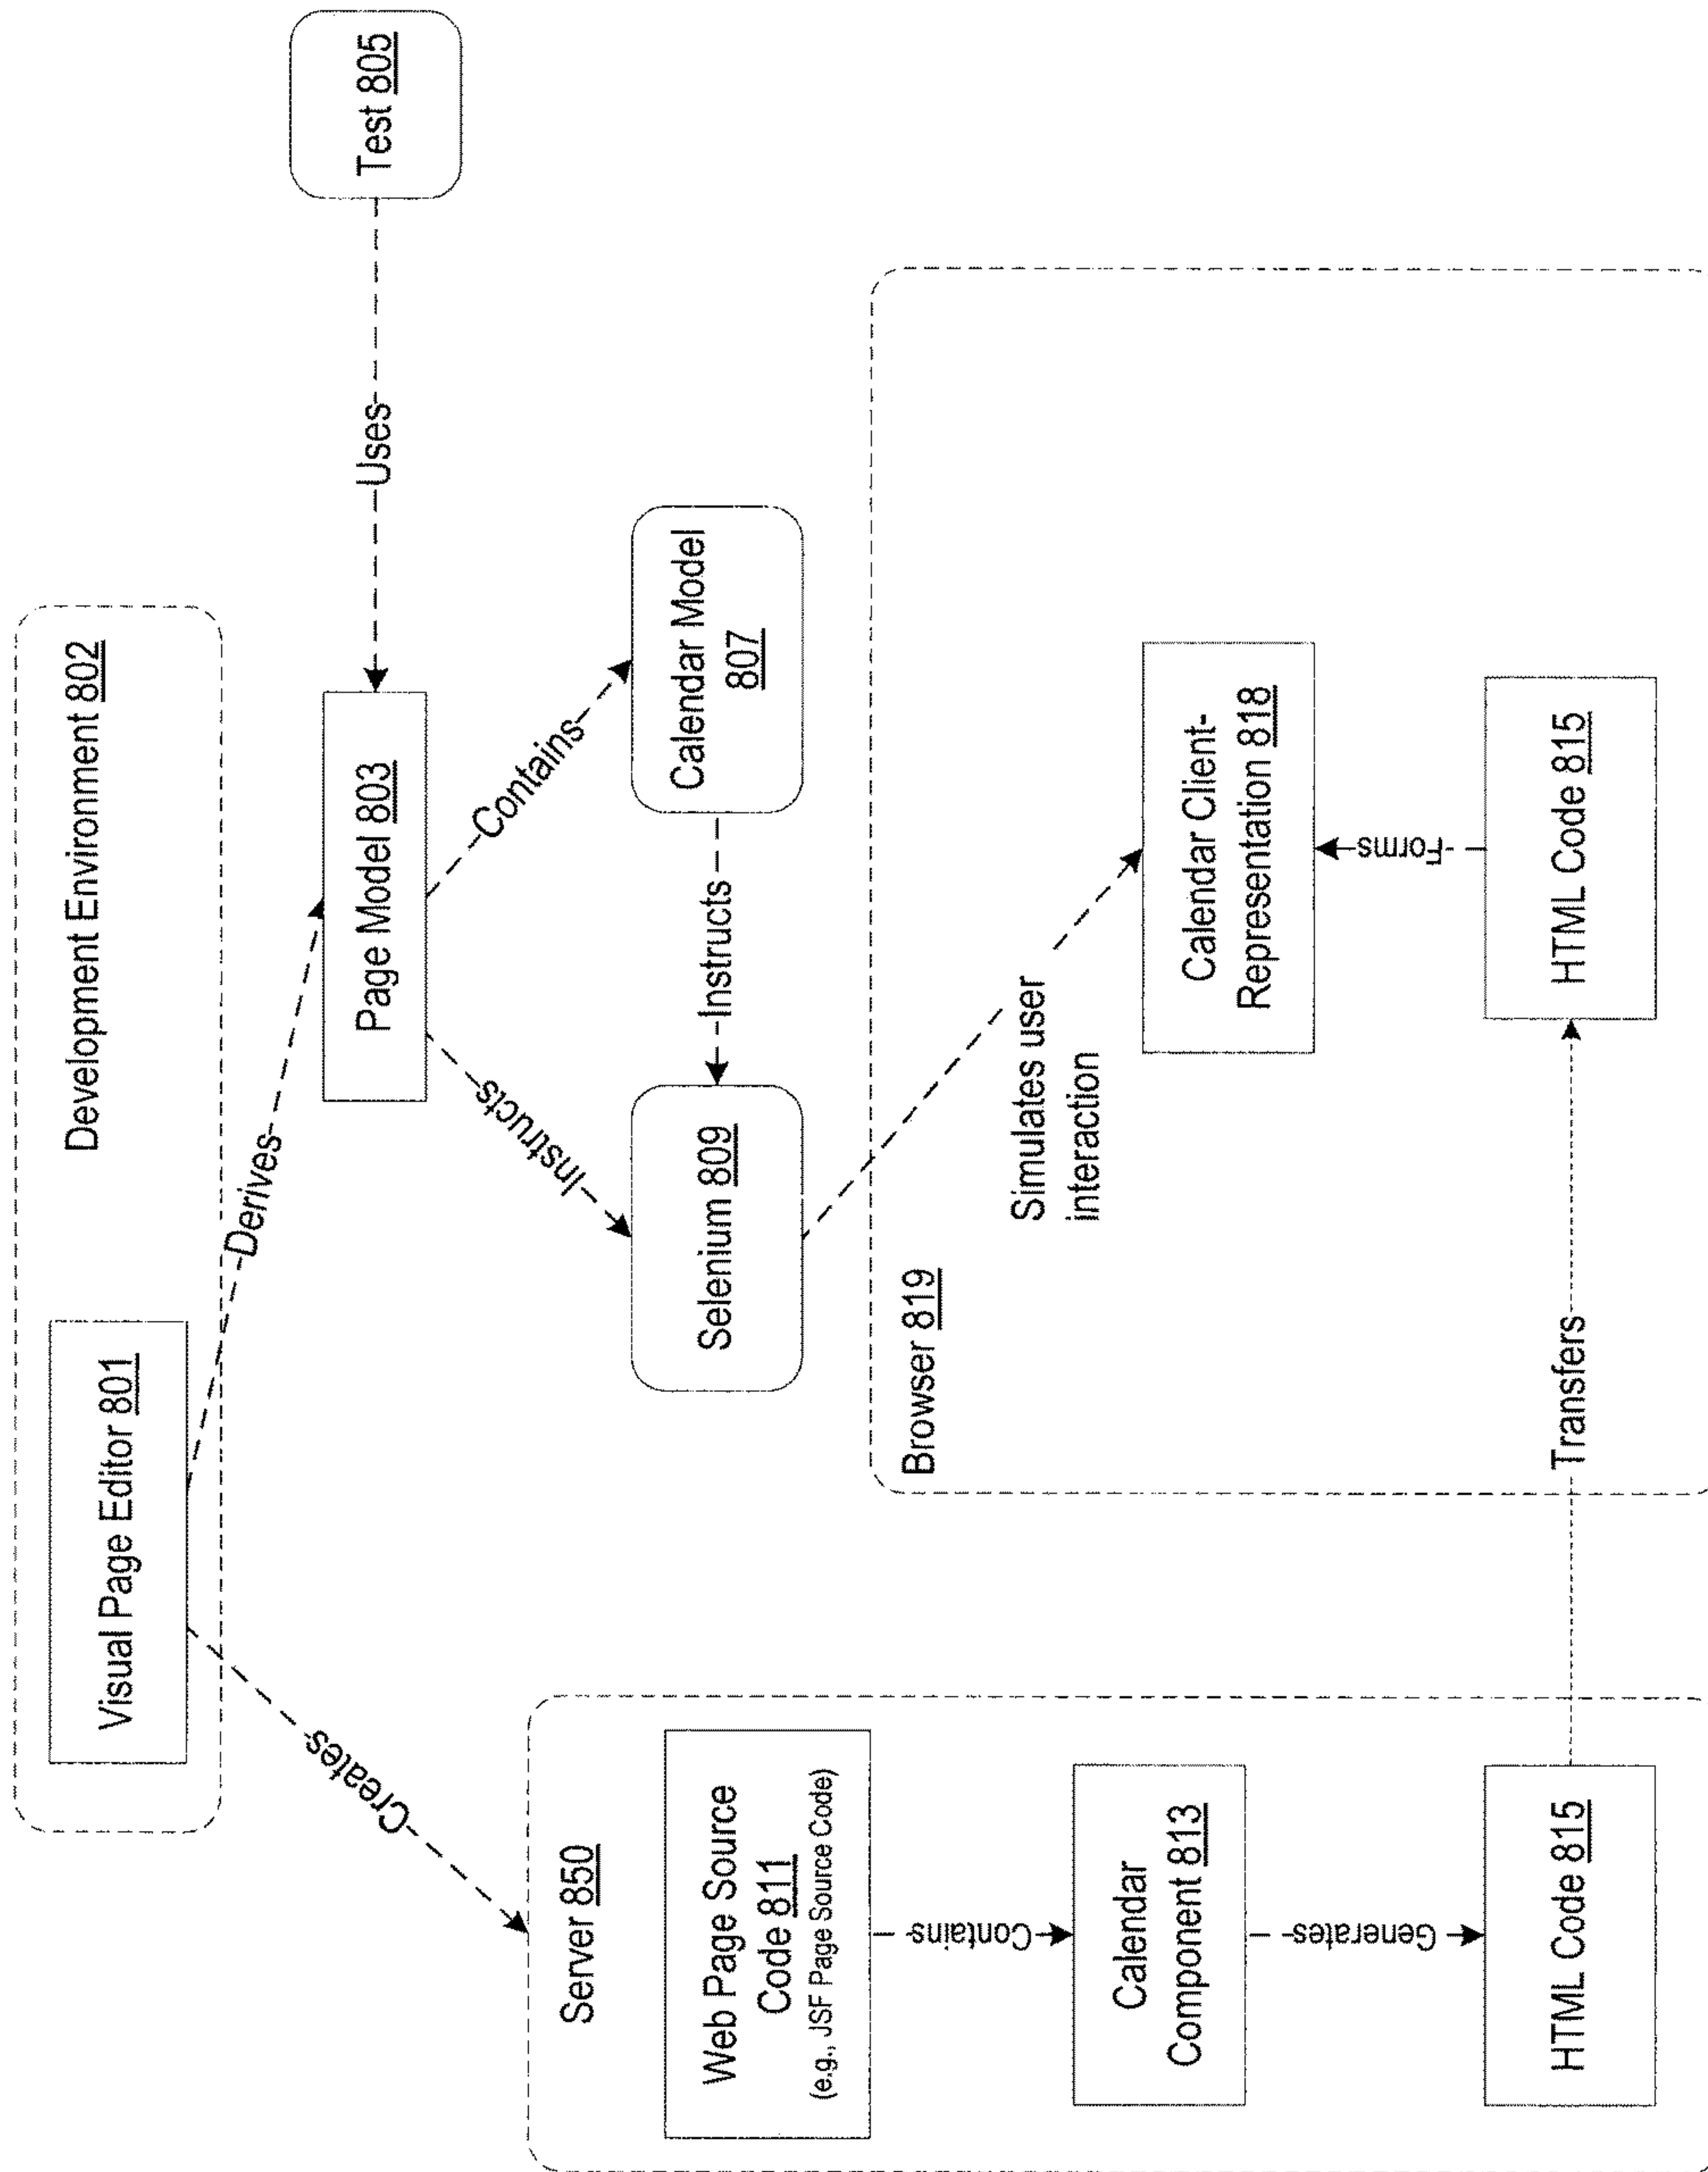 Development Environment 802
Visual Page Editor 801
Creates
Derives
Uses
Test 805
Page Model 803
Instructs
Contains
Selenium 809
Instructs
Calendar Model
807
Server 850
Web Page Source
Code 811
(e.g., JSF Page Source Code)
Contains
Calendar
Component 813
Generates
HTML Code 815
Transfers
Browser 819
Simulates user
interaction
Calendar Client-
Representation 818
Forms
HTML Code 815